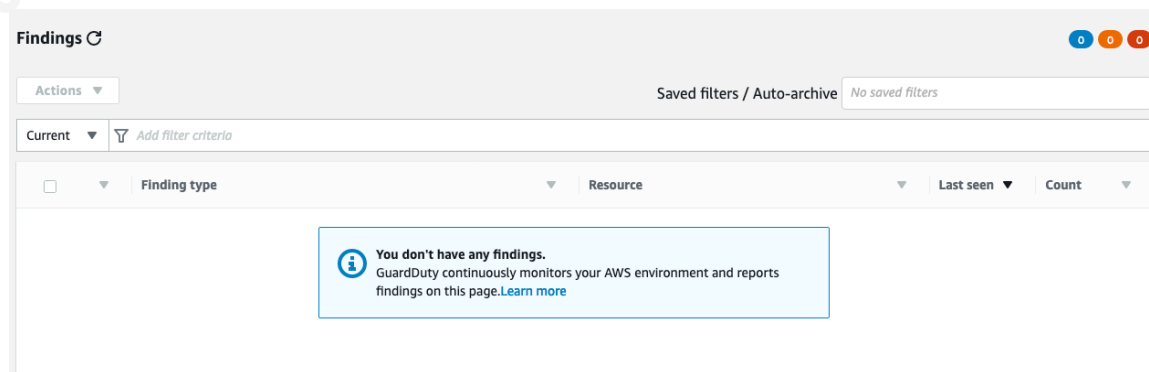 Findings
0 0 0
Actions
Saved filters / Auto-archive No saved filters
Current Add filter criteria
Finding type Resource Last seen Count
You don't have any findings.
GuardDuty continuously monitors your AWS environment and reports
findings on this page.Learn more